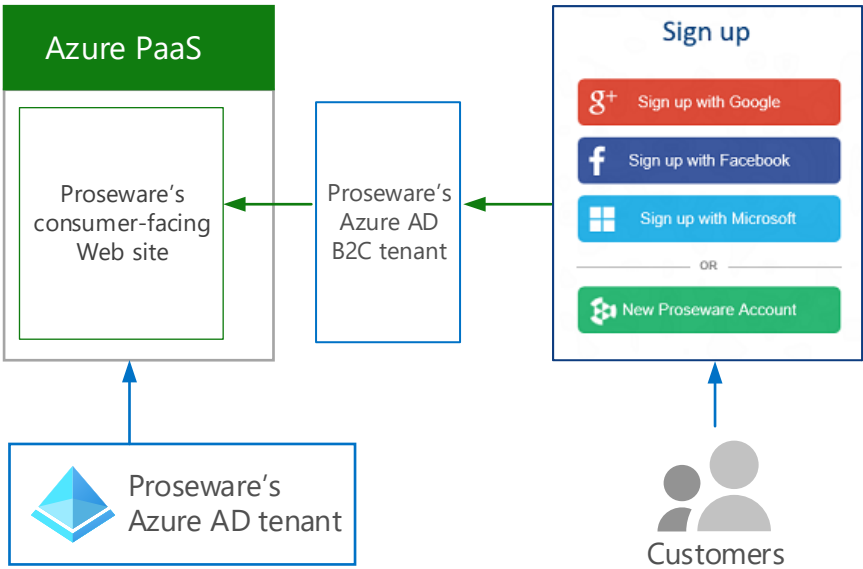 Azure PaaS
Proseware’s
consumer-facing
Web site
Proseware’s
Azure AD
B2C tenant
Sign up
g+ Sign up with Google
f Sign up with Facebook
Sign up with Microsoft
OR
New Proseware Account
Proseware’s
Azure AD tenant
Customers